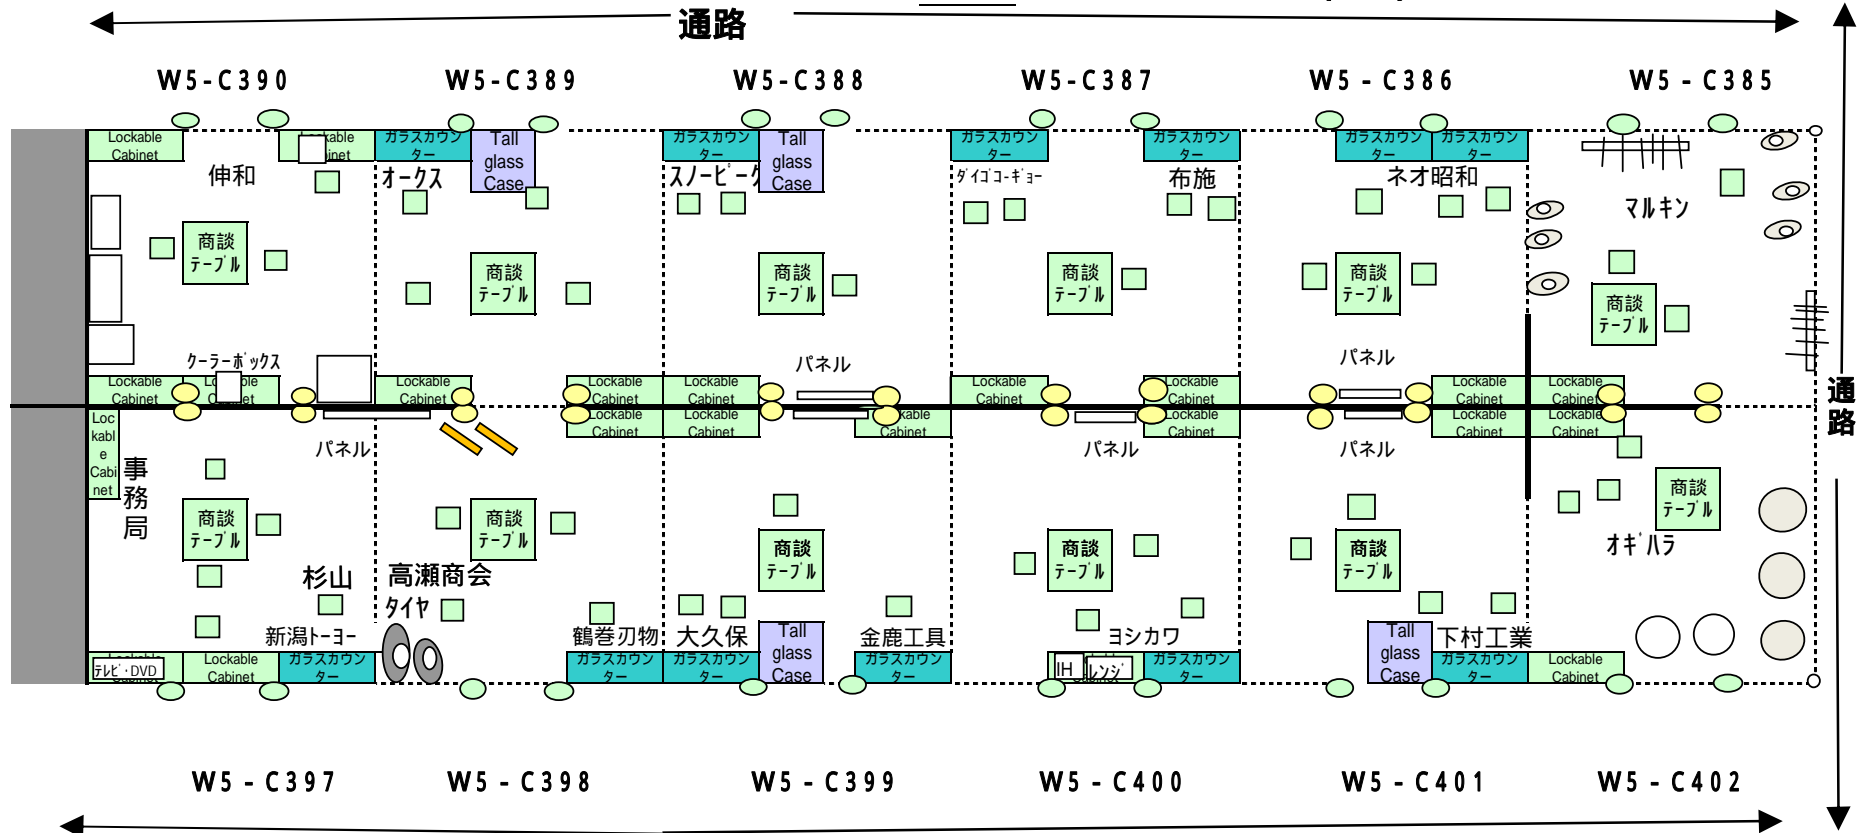 通路
W5-C390
W5-C389
W5-C388
W5-C387
W5-C386
W5-C385
Lockable
Cabinet
ガラスカウン
ター
Tall
glass
Case
ガラスカウン
ター
Tall
glass
Case
ガラスカウン
ター
ガラスカウン
ター
ガラスカウン
ター
ガラスカウン
ター
伸和
オークス
スノーピーク
ダイゴコーギョー
布施
ネオ昭和
マルキン
商談
テーブル
商談
テーブル
商談
テーブル
商談
テーブル
商談
テーブル
商談
テーブル
クーラーボックス
パネル
パネル
Lockable
Cabinet
Lockable
Cabinet
Lockable
Cabinet
Lockable
Cabinet
Lockable
Cabinet
Lockable
Cabinet
Lockable
Cabinet
Lockable
Cabinet
Lockable
Cabinet
通
路
Loc
kabl
e
Cabi
net
Lockable
Cabinet
Lockable
Cabinet
Lockable
Cabinet
Lockable
Cabinet
Lockable
Cabinet
Lockable
Cabinet
パネル
パネル
パネル
事
務
局
商談
テーブル
商談
テーブル
商談
テーブル
商談
テーブル
商談
テーブル
商談
テーブル
オギハラ
杉山
高瀬商会
タイヤ
新潟トーヨー
鶴巻刃物
大久保
金鹿工具
ヨシカワ
下村工業
テレビ・DVD
Lockable
Cabinet
ガラスカウン
ター
ガラスカウン
ター
ガラスカウン
ター
Tall
glass
Case
ガラスカウン
ター
IH
レンジ
ガラスカウン
ター
Tall
glass
Case
ガラスカウン
ター
Lockable
Cabinet
W5-C397
W5-C398
W5-C399
W5-C400
W5-C401
W5-C402